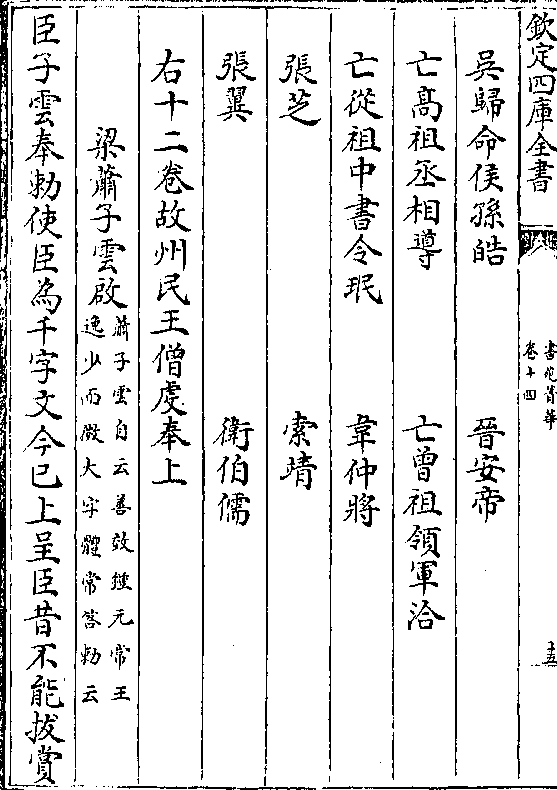 欽定四庫全書
書苑菁華
卷十四
十五
吳歸命侯孫皓 晉安帝
亡髙祖丞相導 亡曾祖領軍洽
亡從祖中書令珉 韋仲將
張芝 索靖
張翼 衛伯儒
右十二卷故州民王僧虔奉上
梁蕭子雲啟
蕭子雲自云善效鍾元常王
逸少而微大字體常答勅云
臣子雲奉勅使臣為千字文今已上呈臣昔不能拔賞